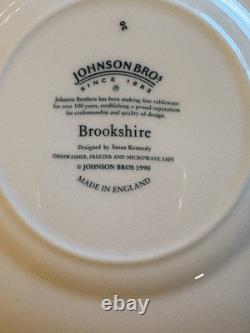 JOHNSON BROS
SINCE 1883
®
Johnson Brothers has been making fine tableware
for over 100 years, establishing a proud reputation
for craftsmanship and quality of design.
Brookshire
Designed by Susan Kennedy
DISHWASHER, FREEZER AND MICROWAVE SAFE
© JOHNSON BROS 1990
MADE IN ENGLAND